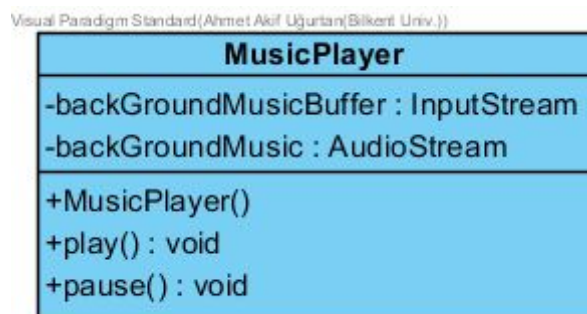 Visual Paradigm Standard(Ahmet Akif Uğurtan(Bilkent Univ.))
MusicPlayer
-backGroundMusicBuffer : InputStream
-backGroundMusic : AudioStream
+MusicPlayer()
+play() : void
+pause() : void